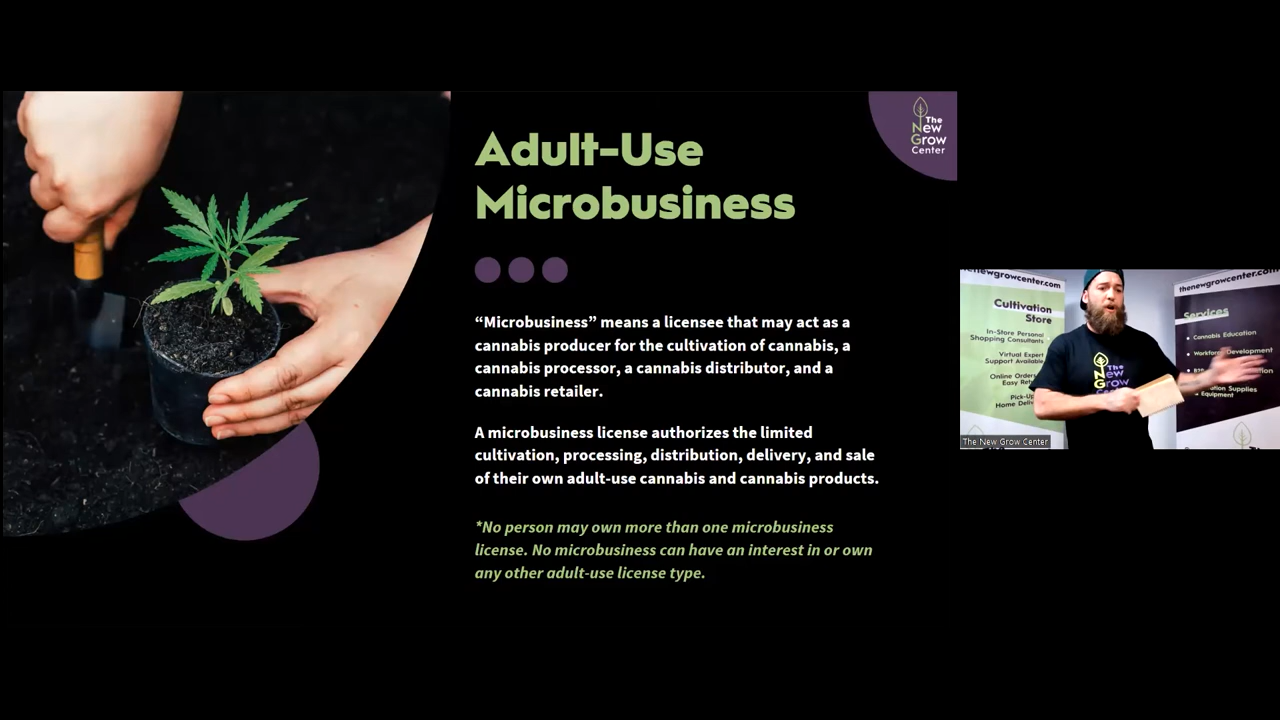 Adult-Use
Microbusiness
The
New
Grow
Center
“Microbusiness” means a licensee that may act as a
cannabis producer for the cultivation of cannabis, a
cannabis processor, a cannabis distributor, and a
cannabis retailer.
A microbusiness license authorizes the limited
cultivation, processing, distribution, delivery, and sale
of their own adult-use cannabis and cannabis products.
*No person may own more than one microbusiness
license. No microbusiness can have an interest in or own
any other adult-use license type.
Cultivation
Store
In-Store Personal
Shopping Consultants
Virtual Expert
Support Available
Online Orders
Easy
Pick-Up
Home
The
New
Grow
thenewgrowcenter.com
Services
• Cannabis Education
• Workforce Development
Supplies
Equipment
The New Grow Center